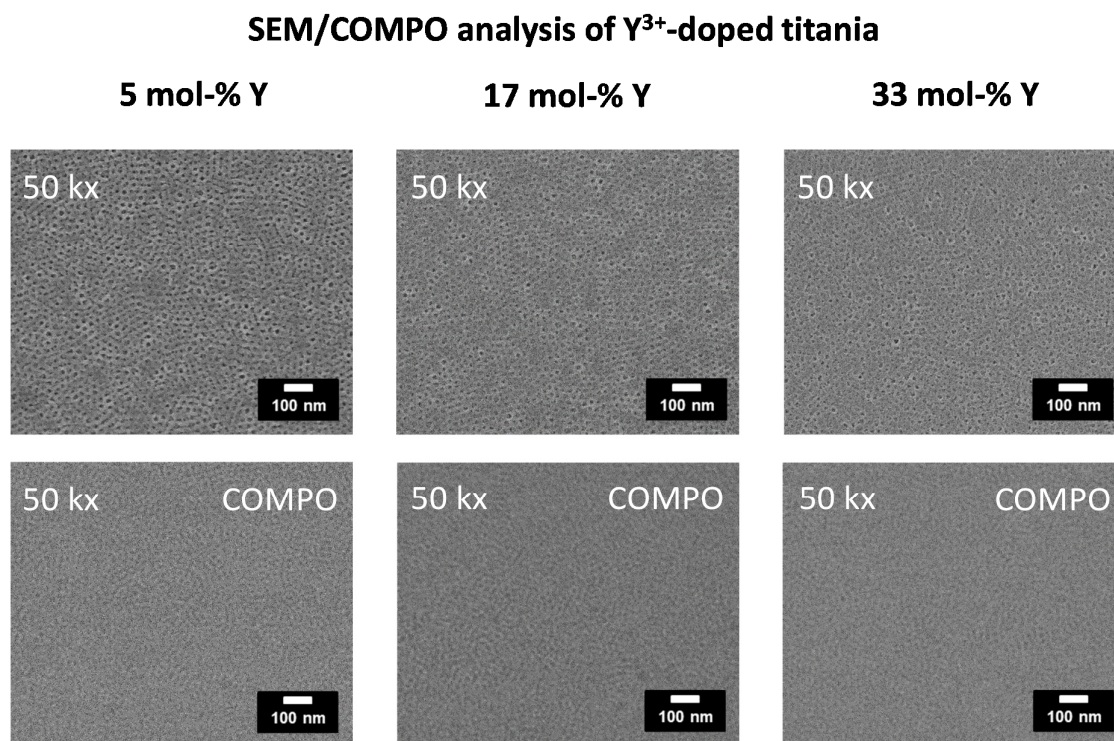 SEM/COMPO analysis of Y³⁺-doped titania
5 mol-% Y
17 mol-% Y
33 mol-% Y
50 kx
50 kx
50 kx
100 nm
100 nm
100 nm
50 kx COMPO
50 kx COMPO
50 kx COMPO
100 nm
100 nm
100 nm